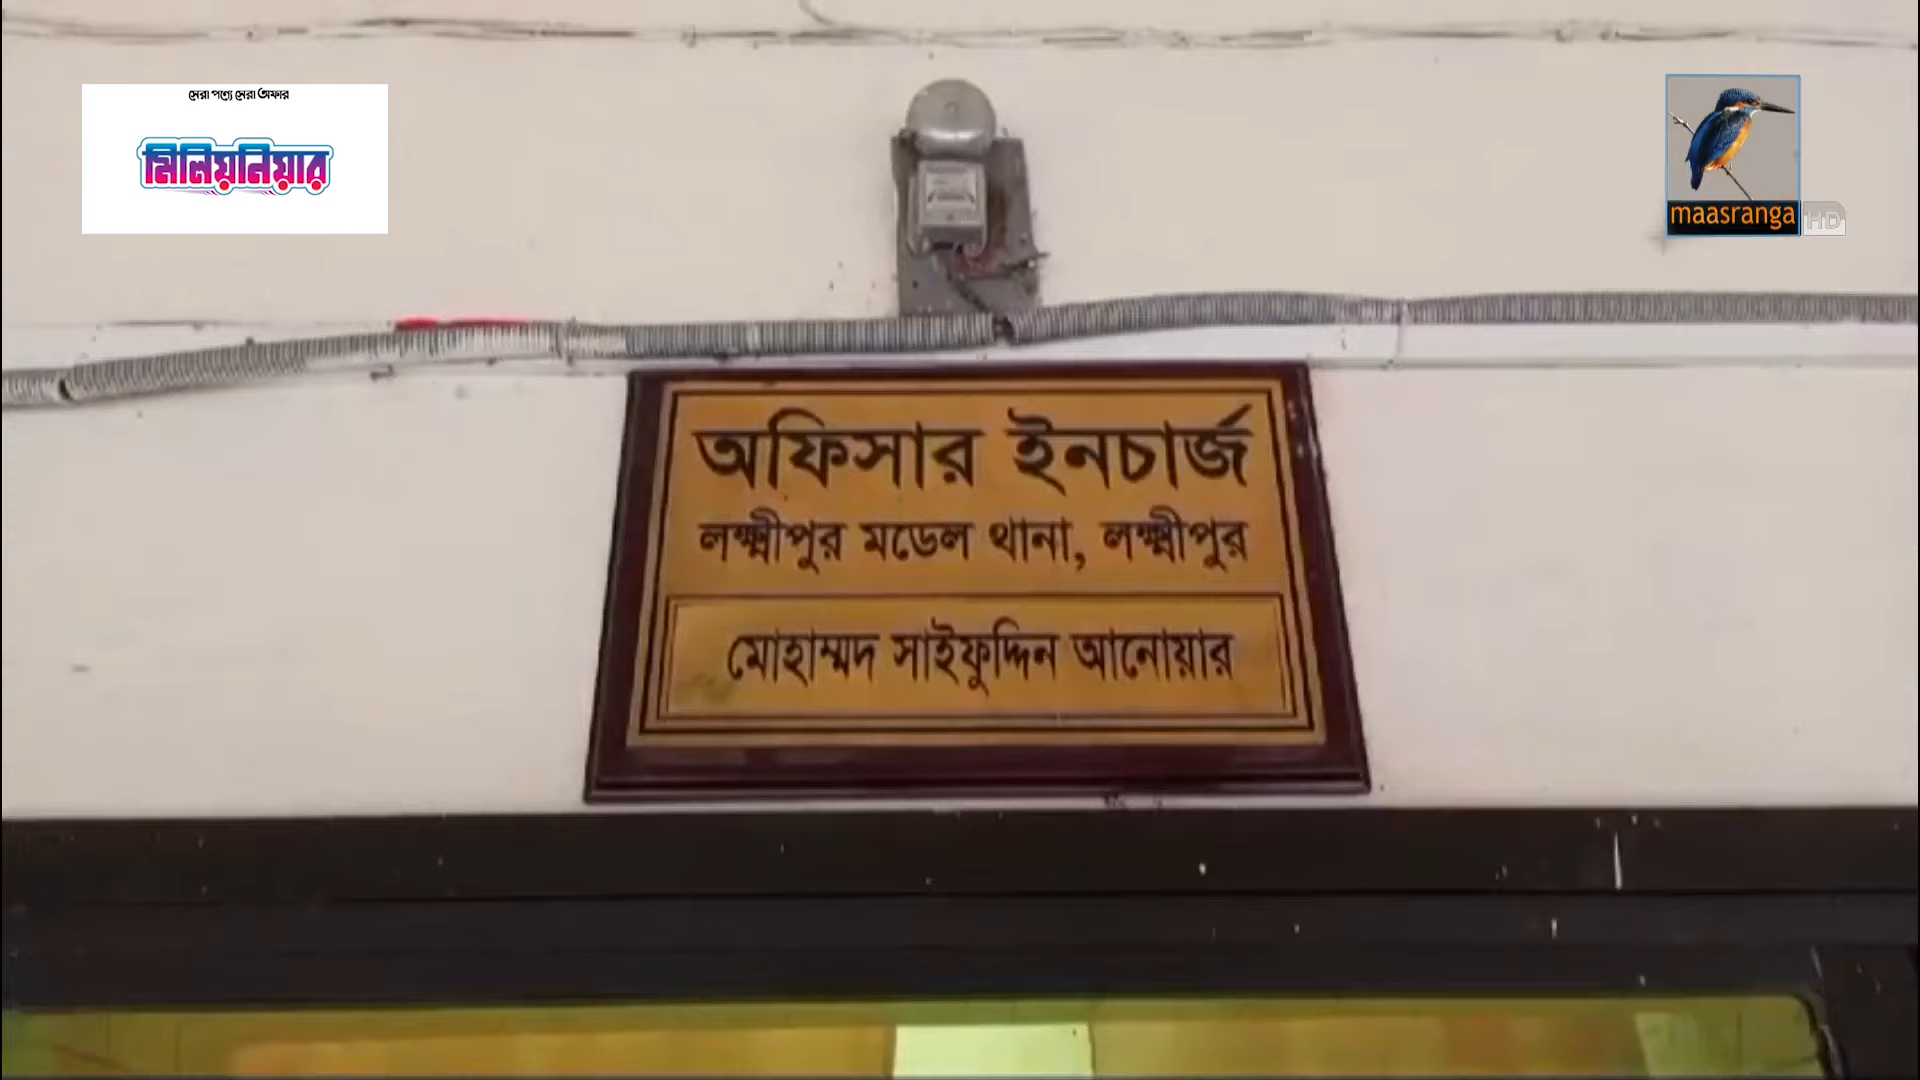 সেরা পণ্যে সেরা অফার
মিলিয়নিয়ার
maasranga
HD
অফিসার ইনচার্জ
লক্ষ্মীপুর মডেল থানা, লক্ষ্মীপুর
মোহাম্মদ সাইফুদ্দিন আনোয়ার